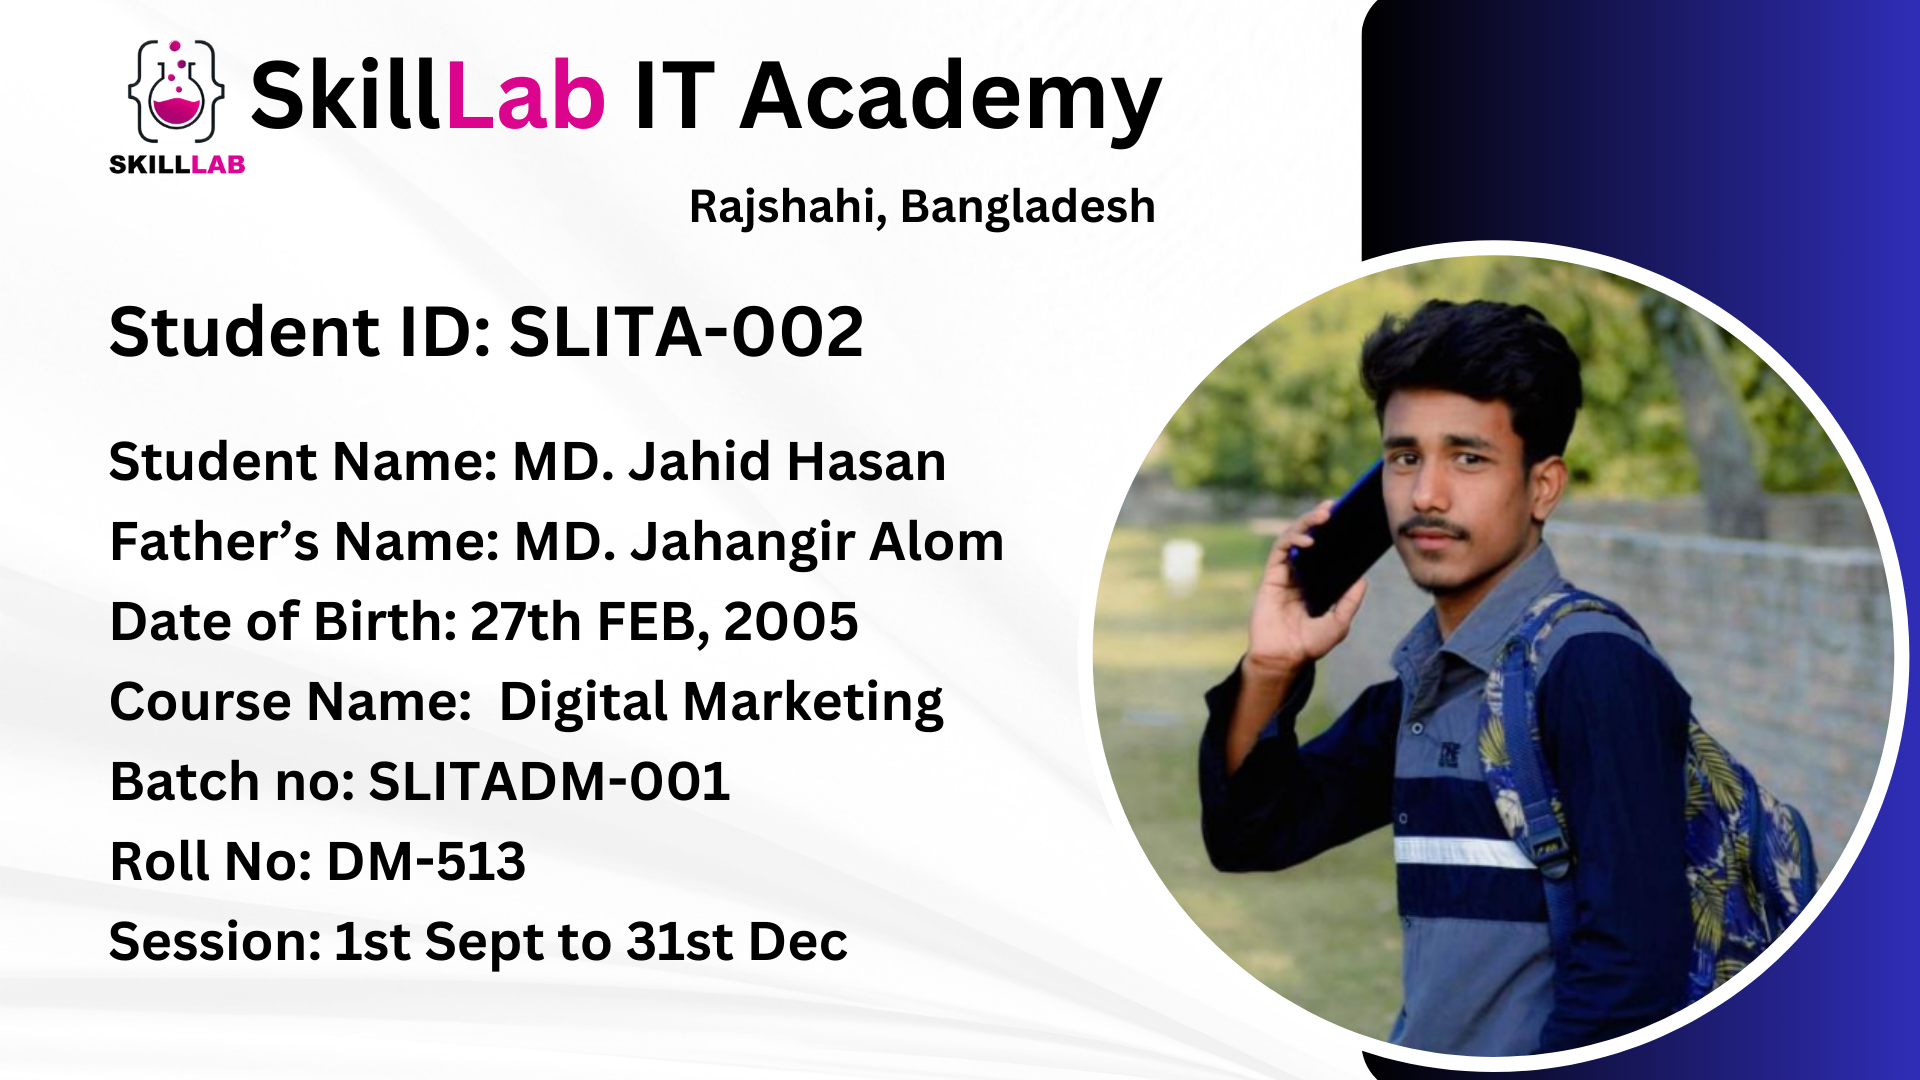 SkillLab IT Academy
SKILLLAB
Rajshahi, Bangladesh
Student ID: SLITA-002
Student Name: MD. Jahid Hasan
Father’s Name: MD. Jahangir Alom
Date of Birth: 27th FEB, 2005
Course Name: Digital Marketing
Batch no: SLITADM-001
Roll No: DM-513
Session: 1st Sept to 31st Dec